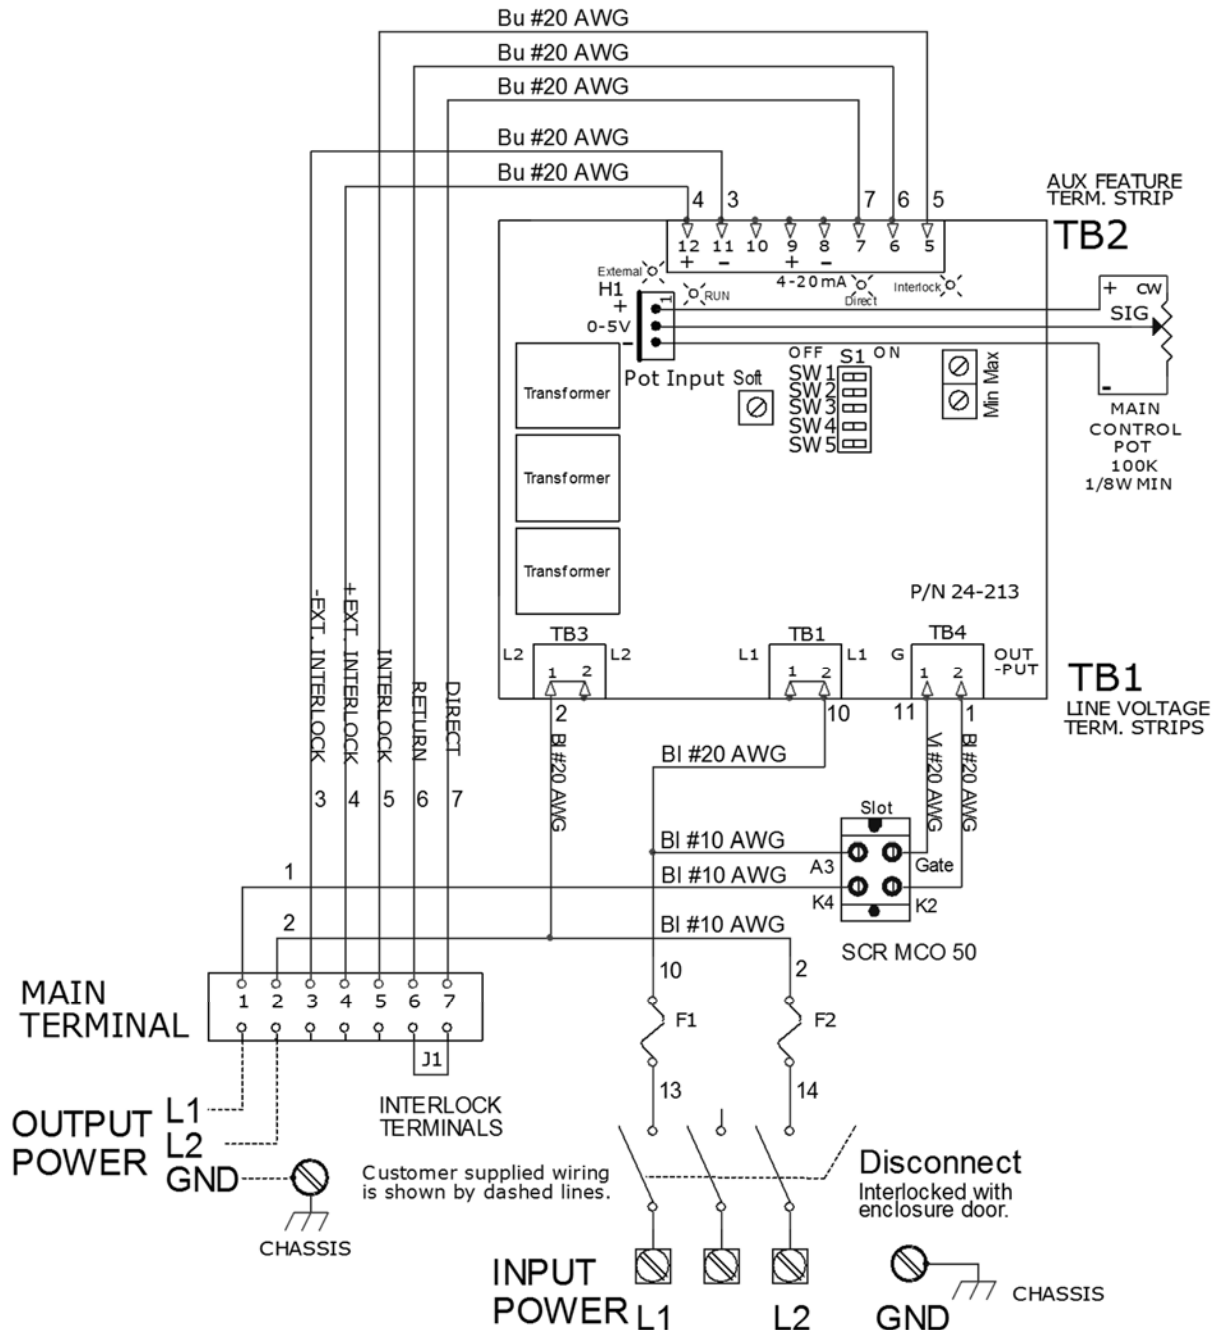 Bu #20 AWG
Bu #20 AWG
Bu #20 AWG
Bu #20 AWG
Bu #20 AWG
4 3 7 6 5
AUX FEATURE
TERM. STRIP
TB2
12 11 10 9 8 7 6 5
+ - + -
4-20mA
External
RUN
Direct
Interlock
H1
+
0-5V
-
1
Pot Input
+ CW
SIG
-
MAIN
CONTROL
POT
100K
1/8W MIN
OFF S1 ON
SW1
SW2
SW3
SW4
SW5
Soft
Min Max
Transformer
Transformer
Transformer
P/N 24-213
TB3
L2 L2
1 2
TB1
L1 L1
1 2
TB4
G
OUT
-PUT
1 2
TB1
LINE VOLTAGE
TERM. STRIPS
2
10
11
1
Bl #20 AWG
Bl #20 AWG
Vi #20 AWG
Bl #20 AWG
-EXT. INTERLOCK
+EXT. INTERLOCK
INTERLOCK
RETURN
DIRECT
3 4 5 6 7
Slot
Bl #10 AWG
A3
Gate
1
Bl #10 AWG
K4
K2
2
Bl #10 AWG
SCR MCO 50
MAIN
TERMINAL
1 2 3 4 5 6 7
J1
10
2
F1
F2
13
14
INTERLOCK
TERMINALS
OUTPUT
POWER
L1
L2
GND
CHASSIS
Customer supplied wiring
is shown by dashed lines.
Disconnect
Interlocked with
enclosure door.
INPUT
POWER
L1
L2
GND
CHASSIS